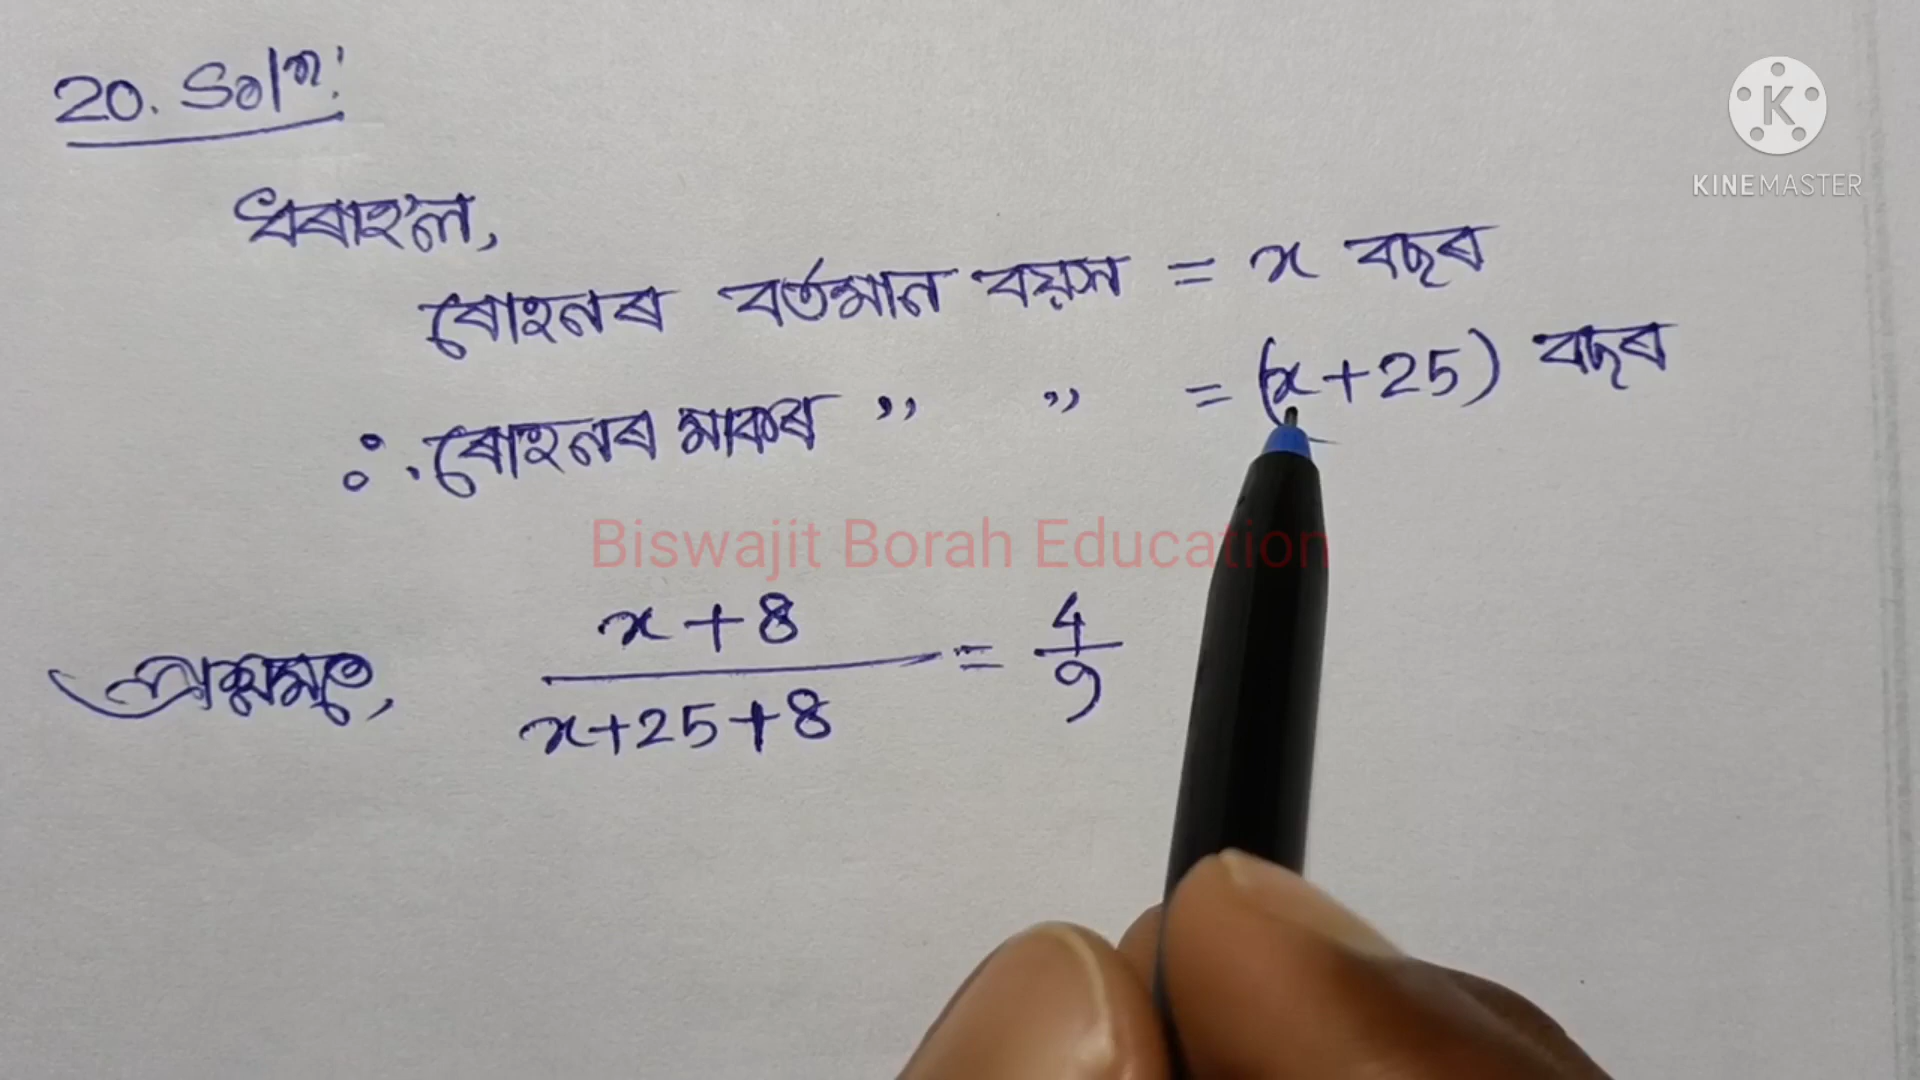 20. Soln:
K
KINEMASTER
ধৰাহ'ল,
ৰোহনৰ বৰ্তমান বয়স = x বছৰ
∴ ৰোহনৰ মাকৰ ,, ,, = (x+25) বছৰ
Biswajit Borah Education
প্ৰশ্নমতে, x+8 / x+25+8 = 4/9